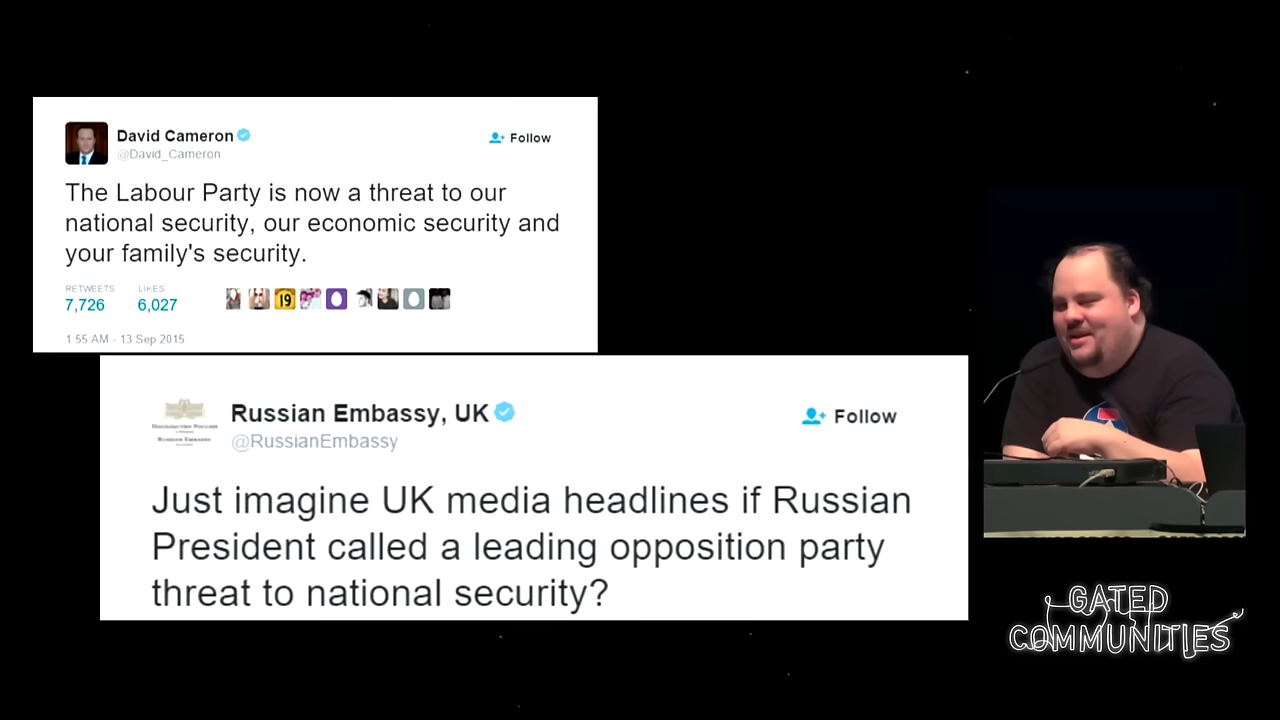 David Cameron
@David_Cameron
Follow
The Labour Party is now a threat to our
national security, our economic security and
your family's security.
RETWEETS LIKES
7,726 6,027
19
1:55 AM - 13 Sep 2015
Russian Embassy, UK
@RussianEmbassy
Follow
Just imagine UK media headlines if Russian
President called a leading opposition party
threat to national security?
GATED
COMMUNITIES